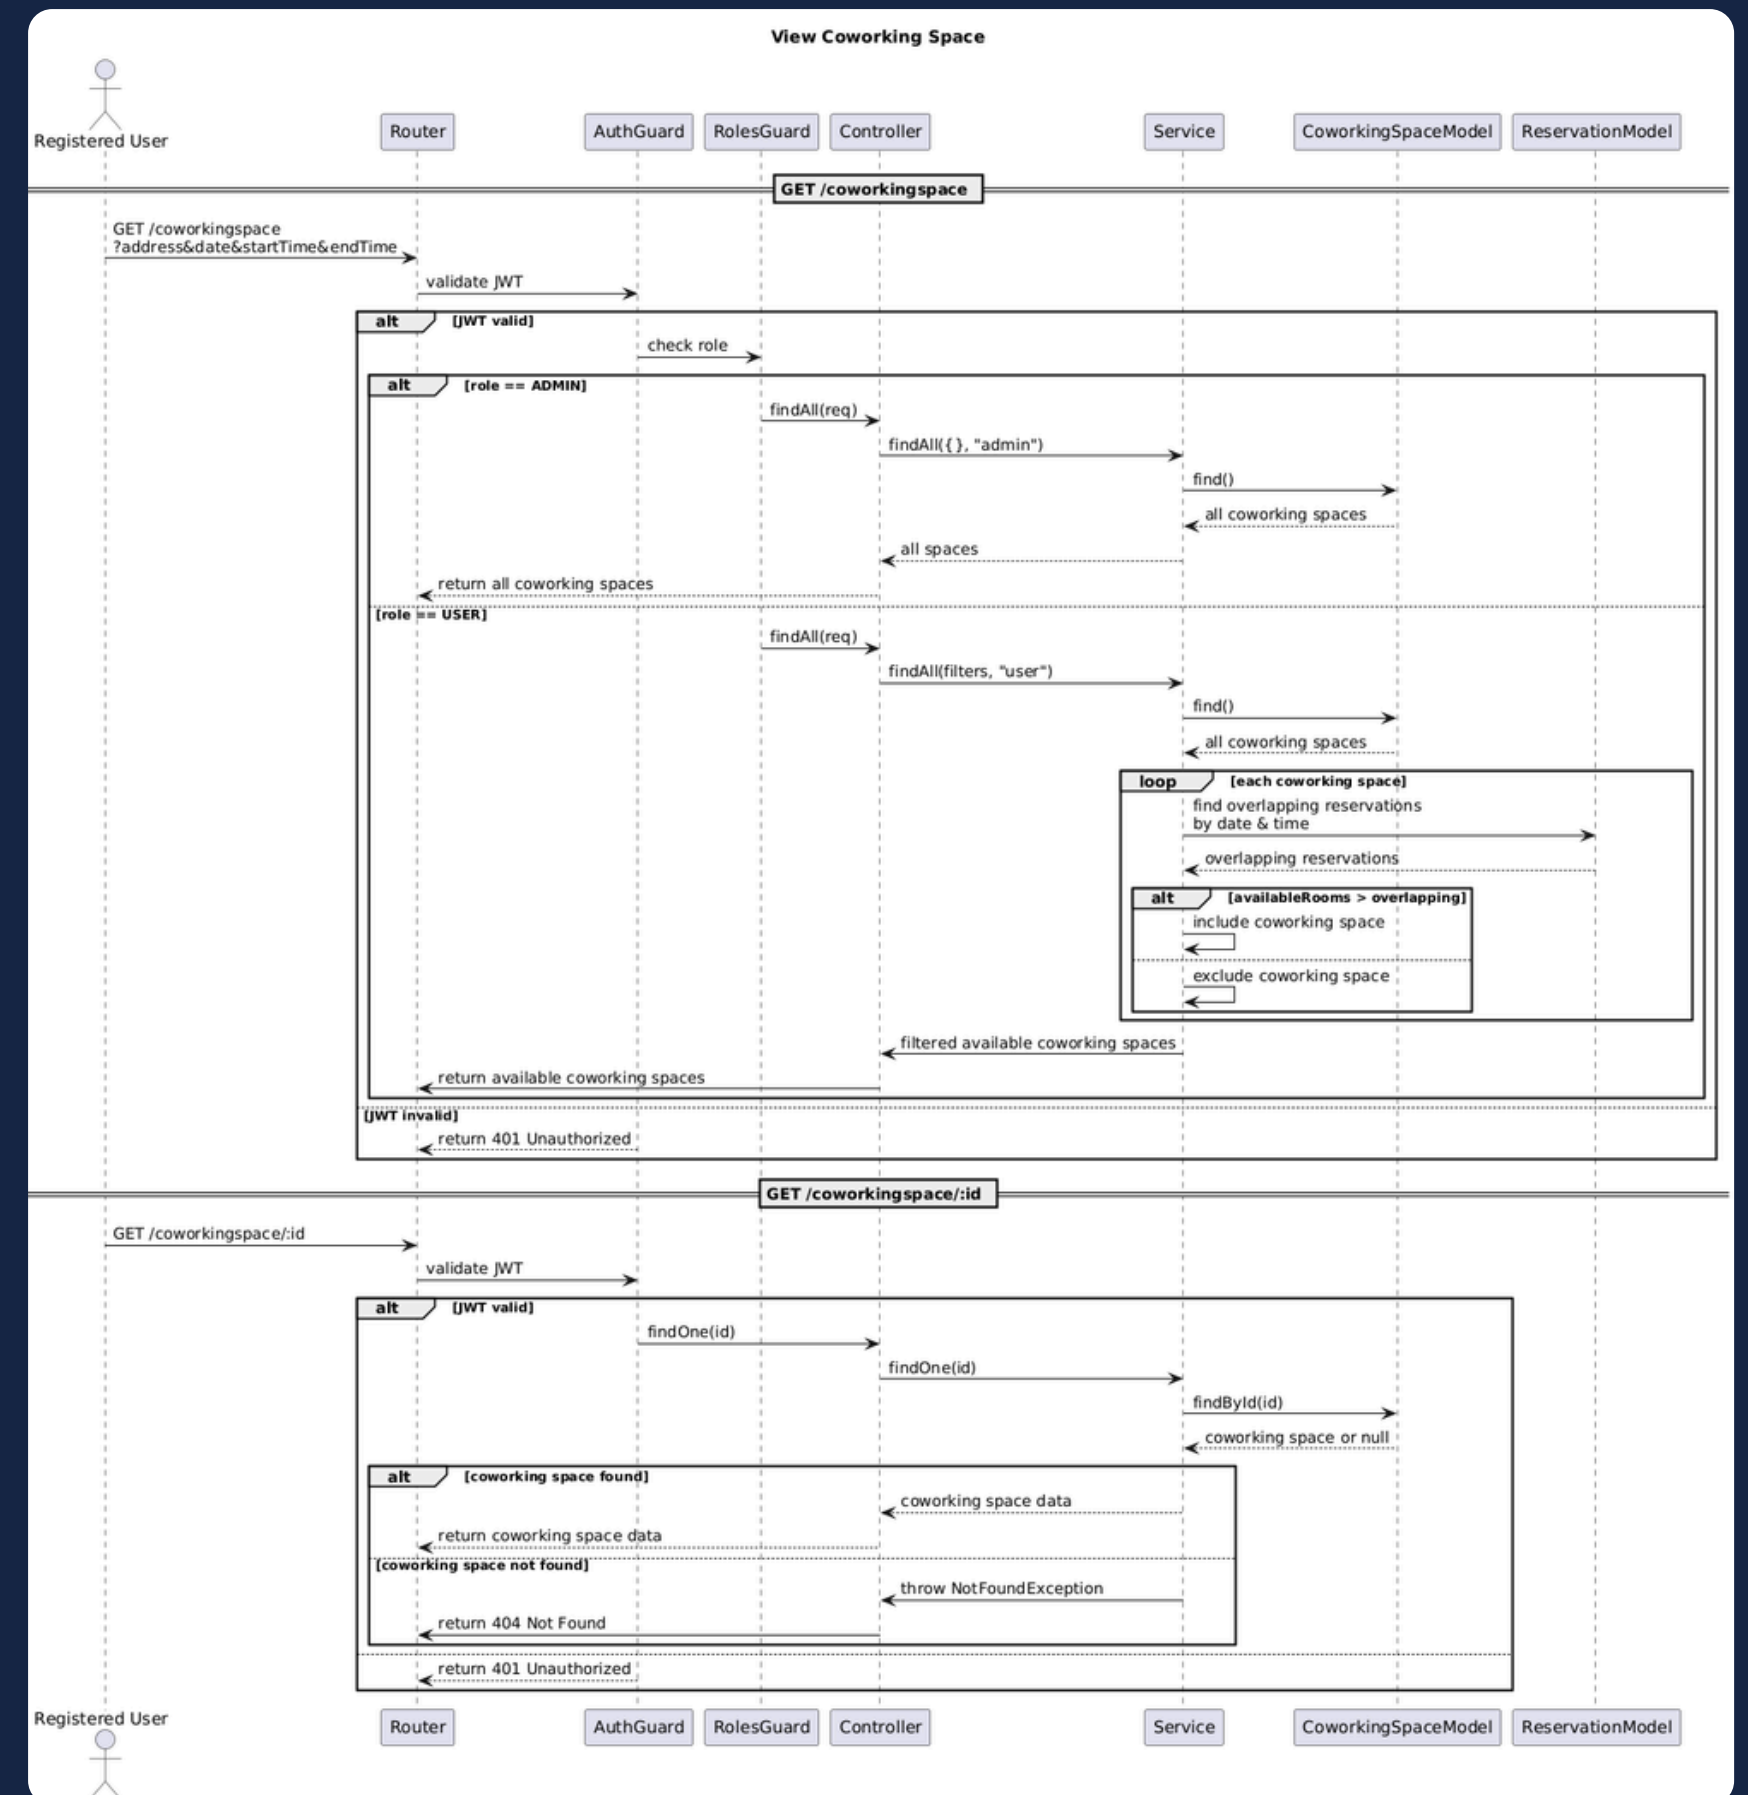 View Coworking Space
Registered User
Router
AuthGuard
RolesGuard
Controller
Service
CoworkingSpaceModel
ReservationModel
GET /coworkingspace
GET /coworkingspace
?address&date&startTime&endTime
validate JWT
alt [JWT valid]
check role
alt [role == ADMIN]
findAll(req)
findAll({}, "admin")
find()
all coworking spaces
all spaces
return all coworking spaces
[role == USER]
findAll(req)
findAll(filters, "user")
find()
all coworking spaces
loop [each coworking space]
find overlapping reservations
by date & time
overlapping reservations
alt [availableRooms > overlapping]
include coworking space
exclude coworking space
filtered available coworking spaces
return available coworking spaces
[JWT invalid]
return 401 Unauthorized
GET /coworkingspace/:id
GET /coworkingspace/:id
validate JWT
alt [JWT valid]
findOne(id)
findOne(id)
findById(id)
coworking space or null
alt [coworking space found]
coworking space data
return coworking space data
[coworking space not found]
throw NotFoundException
return 404 Not Found
return 401 Unauthorized
Registered User
Router
AuthGuard
RolesGuard
Controller
Service
CoworkingSpaceModel
ReservationModel